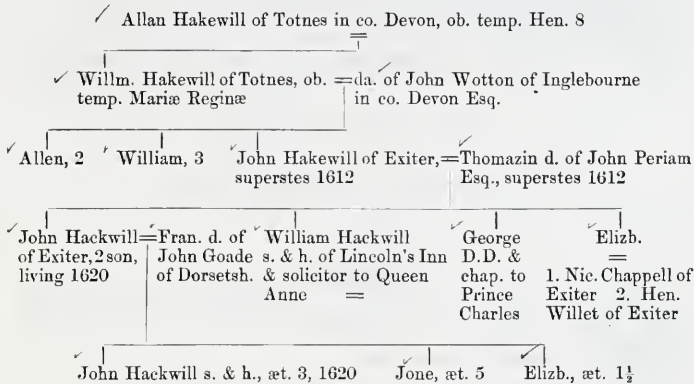 Allan Hakewill of Totnes in co. Devon, ob. temp. Hen. 8
=
Willm. Hakewill of Totnes, ob. = da. of John Wotton of Inglebourne
temp. Mariæ Reginæ in co. Devon Esq.
Allen, 2 William, 3 John Hakewill of Exiter, = Thomazin d. of John Periam
superstes 1612 Esq., superstes 1612
John Hackwill = Fran. d. of William Hackwill George Elizb.
of Exiter, 2 son, John Goade s. & h. of Lincoln's Inn D.D. & =
living 1620 of Dorsetsh. & solicitor to Queen chap. to 1. Nic. Chappell of
Anne = Prince Exiter 2. Hen.
Charles Willet of Exiter
John Hackwill s. & h., æt. 3, 1620 Jone, æt. 5 Elizb., æt. 1½